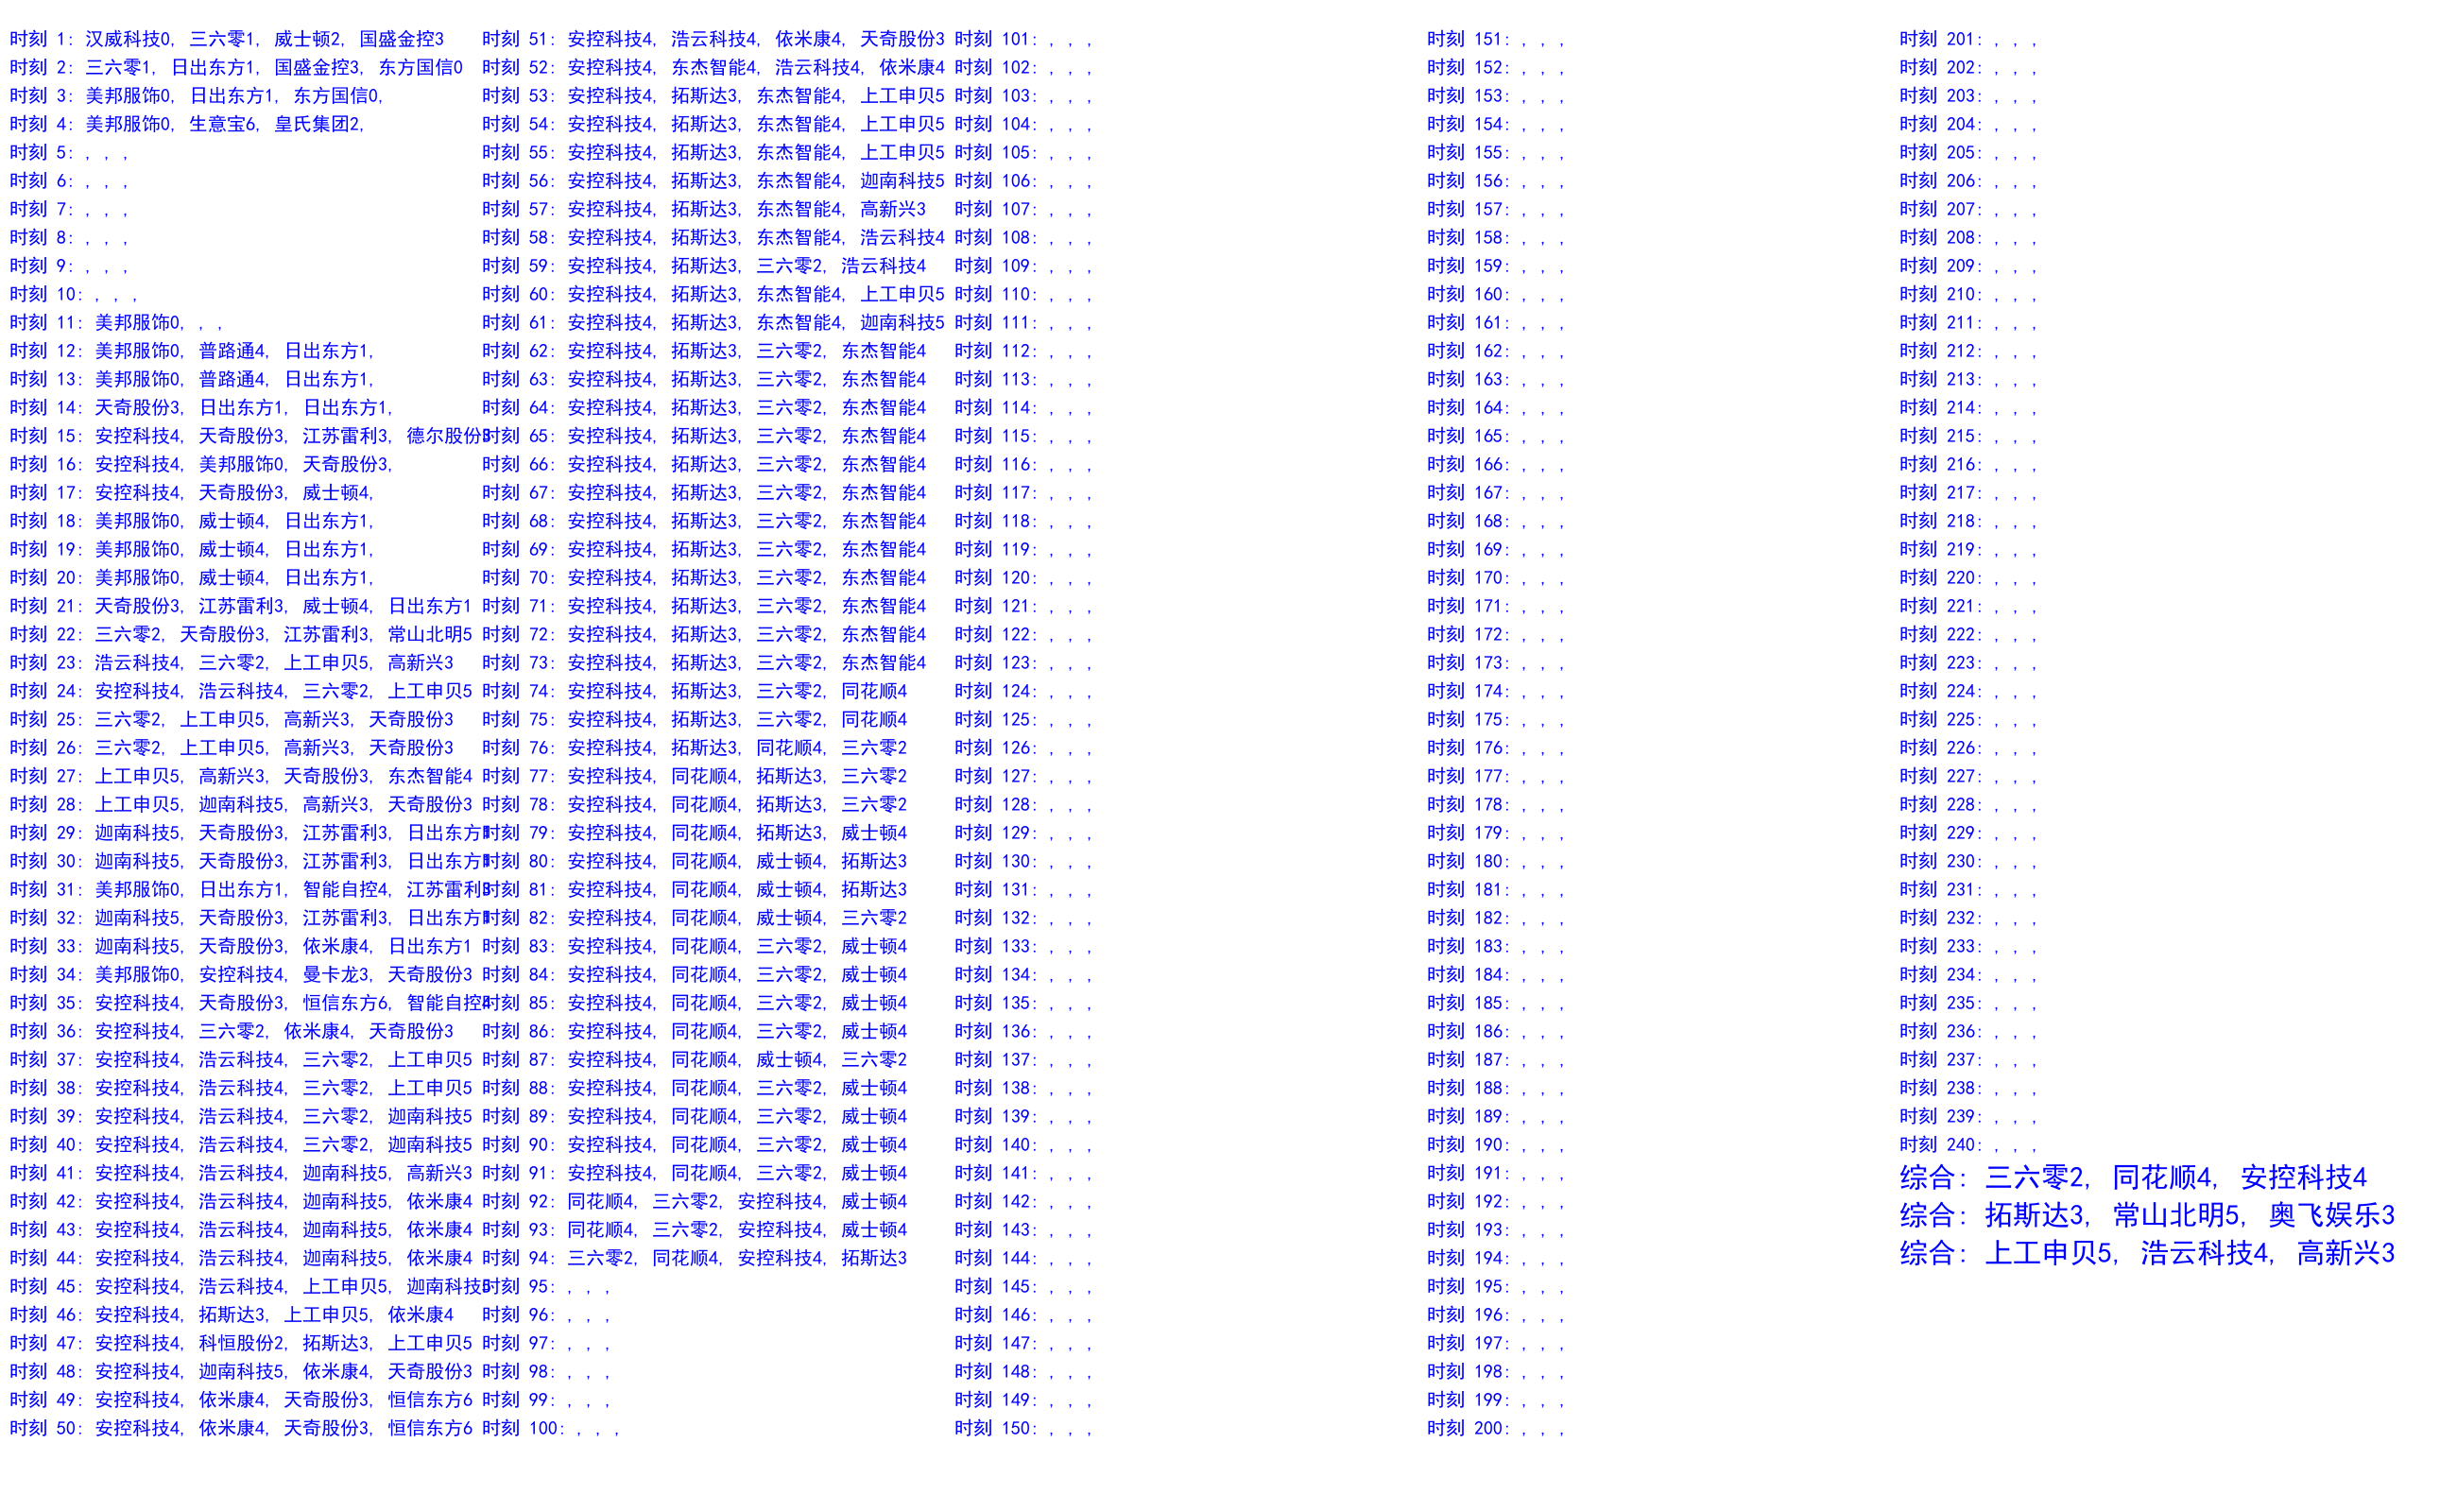 时刻 1: 汉威科技0, 三六零1, 威士顿2, 国盛金控3
时刻 2: 三六零1, 日出东方1, 国盛金控3, 东方国信0
时刻 3: 美邦服饰0, 日出东方1, 东方国信0,
时刻 4: 美邦服饰0, 生意宝6, 皇氏集团2,
时刻 5: , , ,
时刻 6: , , ,
时刻 7: , , ,
时刻 8: , , ,
时刻 9: , , ,
时刻 10: , , ,
时刻 11: 美邦服饰0, , ,
时刻 12: 美邦服饰0, 普路通4, 日出东方1,
时刻 13: 美邦服饰0, 普路通4, 日出东方1,
时刻 14: 天奇股份3, 日出东方1, 日出东方1,
时刻 15: 安控科技4, 天奇股份3, 江苏雷利3, 德尔股份3
时刻 16: 安控科技4, 美邦服饰0, 天奇股份3,
时刻 17: 安控科技4, 天奇股份3, 威士顿4,
时刻 18: 美邦服饰0, 威士顿4, 日出东方1,
时刻 19: 美邦服饰0, 威士顿4, 日出东方1,
时刻 20: 美邦服饰0, 威士顿4, 日出东方1,
时刻 21: 天奇股份3, 江苏雷利3, 威士顿4, 日出东方1
时刻 22: 三六零2, 天奇股份3, 江苏雷利3, 常山北明5
时刻 23: 浩云科技4, 三六零2, 上工申贝5, 高新兴3
时刻 24: 安控科技4, 浩云科技4, 三六零2, 上工申贝5
时刻 25: 三六零2, 上工申贝5, 高新兴3, 天奇股份3
时刻 26: 三六零2, 上工申贝5, 高新兴3, 天奇股份3
时刻 27: 上工申贝5, 高新兴3, 天奇股份3, 东杰智能4
时刻 28: 上工申贝5, 迦南科技5, 高新兴3, 天奇股份3
时刻 29: 迦南科技5, 天奇股份3, 江苏雷利3, 日出东方1
时刻 30: 迦南科技5, 天奇股份3, 江苏雷利3, 日出东方1
时刻 31: 美邦服饰0, 日出东方1, 智能自控4, 江苏雷利3
时刻 32: 迦南科技5, 天奇股份3, 江苏雷利3, 日出东方1
时刻 33: 迦南科技5, 天奇股份3, 依米康4, 日出东方1
时刻 34: 美邦服饰0, 安控科技4, 曼卡龙3, 天奇股份3
时刻 35: 安控科技4, 天奇股份3, 恒信东方6, 智能自控4
时刻 36: 安控科技4, 三六零2, 依米康4, 天奇股份3
时刻 37: 安控科技4, 浩云科技4, 三六零2, 上工申贝5
时刻 38: 安控科技4, 浩云科技4, 三六零2, 上工申贝5
时刻 39: 安控科技4, 浩云科技4, 三六零2, 迦南科技5
时刻 40: 安控科技4, 浩云科技4, 三六零2, 迦南科技5
时刻 41: 安控科技4, 浩云科技4, 迦南科技5, 高新兴3
时刻 42: 安控科技4, 浩云科技4, 迦南科技5, 依米康4
时刻 43: 安控科技4, 浩云科技4, 迦南科技5, 依米康4
时刻 44: 安控科技4, 浩云科技4, 迦南科技5, 依米康4
时刻 45: 安控科技4, 浩云科技4, 上工申贝5, 迦南科技5
时刻 46: 安控科技4, 拓斯达3, 上工申贝5, 依米康4
时刻 47: 安控科技4, 科恒股份2, 拓斯达3, 上工申贝5
时刻 48: 安控科技4, 迦南科技5, 依米康4, 天奇股份3
时刻 49: 安控科技4, 依米康4, 天奇股份3, 恒信东方6
时刻 50: 安控科技4, 依米康4, 天奇股份3, 恒信东方6
时刻 51: 安控科技4, 浩云科技4, 依米康4, 天奇股份3
时刻 52: 安控科技4, 东杰智能4, 浩云科技4, 依米康4
时刻 53: 安控科技4, 拓斯达3, 东杰智能4, 上工申贝5
时刻 54: 安控科技4, 拓斯达3, 东杰智能4, 上工申贝5
时刻 55: 安控科技4, 拓斯达3, 东杰智能4, 上工申贝5
时刻 56: 安控科技4, 拓斯达3, 东杰智能4, 迦南科技5
时刻 57: 安控科技4, 拓斯达3, 东杰智能4, 高新兴3
时刻 58: 安控科技4, 拓斯达3, 东杰智能4, 浩云科技4
时刻 59: 安控科技4, 拓斯达3, 三六零2, 浩云科技4
时刻 60: 安控科技4, 拓斯达3, 东杰智能4, 上工申贝5
时刻 61: 安控科技4, 拓斯达3, 东杰智能4, 迦南科技5
时刻 62: 安控科技4, 拓斯达3, 三六零2, 东杰智能4
时刻 63: 安控科技4, 拓斯达3, 三六零2, 东杰智能4
时刻 64: 安控科技4, 拓斯达3, 三六零2, 东杰智能4
时刻 65: 安控科技4, 拓斯达3, 三六零2, 东杰智能4
时刻 66: 安控科技4, 拓斯达3, 三六零2, 东杰智能4
时刻 67: 安控科技4, 拓斯达3, 三六零2, 东杰智能4
时刻 68: 安控科技4, 拓斯达3, 三六零2, 东杰智能4
时刻 69: 安控科技4, 拓斯达3, 三六零2, 东杰智能4
时刻 70: 安控科技4, 拓斯达3, 三六零2, 东杰智能4
时刻 71: 安控科技4, 拓斯达3, 三六零2, 东杰智能4
时刻 72: 安控科技4, 拓斯达3, 三六零2, 东杰智能4
时刻 73: 安控科技4, 拓斯达3, 三六零2, 东杰智能4
时刻 74: 安控科技4, 拓斯达3, 三六零2, 同花顺4
时刻 75: 安控科技4, 拓斯达3, 三六零2, 同花顺4
时刻 76: 安控科技4, 拓斯达3, 同花顺4, 三六零2
时刻 77: 安控科技4, 同花顺4, 拓斯达3, 三六零2
时刻 78: 安控科技4, 同花顺4, 拓斯达3, 三六零2
时刻 79: 安控科技4, 同花顺4, 拓斯达3, 威士顿4
时刻 80: 安控科技4, 同花顺4, 威士顿4, 拓斯达3
时刻 81: 安控科技4, 同花顺4, 威士顿4, 拓斯达3
时刻 82: 安控科技4, 同花顺4, 威士顿4, 三六零2
时刻 83: 安控科技4, 同花顺4, 三六零2, 威士顿4
时刻 84: 安控科技4, 同花顺4, 三六零2, 威士顿4
时刻 85: 安控科技4, 同花顺4, 三六零2, 威士顿4
时刻 86: 安控科技4, 同花顺4, 三六零2, 威士顿4
时刻 87: 安控科技4, 同花顺4, 威士顿4, 三六零2
时刻 88: 安控科技4, 同花顺4, 三六零2, 威士顿4
时刻 89: 安控科技4, 同花顺4, 三六零2, 威士顿4
时刻 90: 安控科技4, 同花顺4, 三六零2, 威士顿4
时刻 91: 安控科技4, 同花顺4, 三六零2, 威士顿4
时刻 92: 同花顺4, 三六零2, 安控科技4, 威士顿4
时刻 93: 同花顺4, 三六零2, 安控科技4, 威士顿4
时刻 94: 三六零2, 同花顺4, 安控科技4, 拓斯达3
时刻 95: , , ,
时刻 96: , , ,
时刻 97: , , ,
时刻 98: , , ,
时刻 99: , , ,
时刻 100: , , ,
时刻 101: , , ,
时刻 102: , , ,
时刻 103: , , ,
时刻 104: , , ,
时刻 105: , , ,
时刻 106: , , ,
时刻 107: , , ,
时刻 108: , , ,
时刻 109: , , ,
时刻 110: , , ,
时刻 111: , , ,
时刻 112: , , ,
时刻 113: , , ,
时刻 114: , , ,
时刻 115: , , ,
时刻 116: , , ,
时刻 117: , , ,
时刻 118: , , ,
时刻 119: , , ,
时刻 120: , , ,
时刻 121: , , ,
时刻 122: , , ,
时刻 123: , , ,
时刻 124: , , ,
时刻 125: , , ,
时刻 126: , , ,
时刻 127: , , ,
时刻 128: , , ,
时刻 129: , , ,
时刻 130: , , ,
时刻 131: , , ,
时刻 132: , , ,
时刻 133: , , ,
时刻 134: , , ,
时刻 135: , , ,
时刻 136: , , ,
时刻 137: , , ,
时刻 138: , , ,
时刻 139: , , ,
时刻 140: , , ,
时刻 141: , , ,
时刻 142: , , ,
时刻 143: , , ,
时刻 144: , , ,
时刻 145: , , ,
时刻 146: , , ,
时刻 147: , , ,
时刻 148: , , ,
时刻 149: , , ,
时刻 150: , , ,
时刻 151: , , ,
时刻 152: , , ,
时刻 153: , , ,
时刻 154: , , ,
时刻 155: , , ,
时刻 156: , , ,
时刻 157: , , ,
时刻 158: , , ,
时刻 159: , , ,
时刻 160: , , ,
时刻 161: , , ,
时刻 162: , , ,
时刻 163: , , ,
时刻 164: , , ,
时刻 165: , , ,
时刻 166: , , ,
时刻 167: , , ,
时刻 168: , , ,
时刻 169: , , ,
时刻 170: , , ,
时刻 171: , , ,
时刻 172: , , ,
时刻 173: , , ,
时刻 174: , , ,
时刻 175: , , ,
时刻 176: , , ,
时刻 177: , , ,
时刻 178: , , ,
时刻 179: , , ,
时刻 180: , , ,
时刻 181: , , ,
时刻 182: , , ,
时刻 183: , , ,
时刻 184: , , ,
时刻 185: , , ,
时刻 186: , , ,
时刻 187: , , ,
时刻 188: , , ,
时刻 189: , , ,
时刻 190: , , ,
时刻 191: , , ,
时刻 192: , , ,
时刻 193: , , ,
时刻 194: , , ,
时刻 195: , , ,
时刻 196: , , ,
时刻 197: , , ,
时刻 198: , , ,
时刻 199: , , ,
时刻 200: , , ,
时刻 201: , , ,
时刻 202: , , ,
时刻 203: , , ,
时刻 204: , , ,
时刻 205: , , ,
时刻 206: , , ,
时刻 207: , , ,
时刻 208: , , ,
时刻 209: , , ,
时刻 210: , , ,
时刻 211: , , ,
时刻 212: , , ,
时刻 213: , , ,
时刻 214: , , ,
时刻 215: , , ,
时刻 216: , , ,
时刻 217: , , ,
时刻 218: , , ,
时刻 219: , , ,
时刻 220: , , ,
时刻 221: , , ,
时刻 222: , , ,
时刻 223: , , ,
时刻 224: , , ,
时刻 225: , , ,
时刻 226: , , ,
时刻 227: , , ,
时刻 228: , , ,
时刻 229: , , ,
时刻 230: , , ,
时刻 231: , , ,
时刻 232: , , ,
时刻 233: , , ,
时刻 234: , , ,
时刻 235: , , ,
时刻 236: , , ,
时刻 237: , , ,
时刻 238: , , ,
时刻 239: , , ,
时刻 240: , , ,
综合: 三六零2, 同花顺4, 安控科技4
综合: 拓斯达3, 常山北明5, 奥飞娱乐3
综合: 上工申贝5, 浩云科技4, 高新兴3